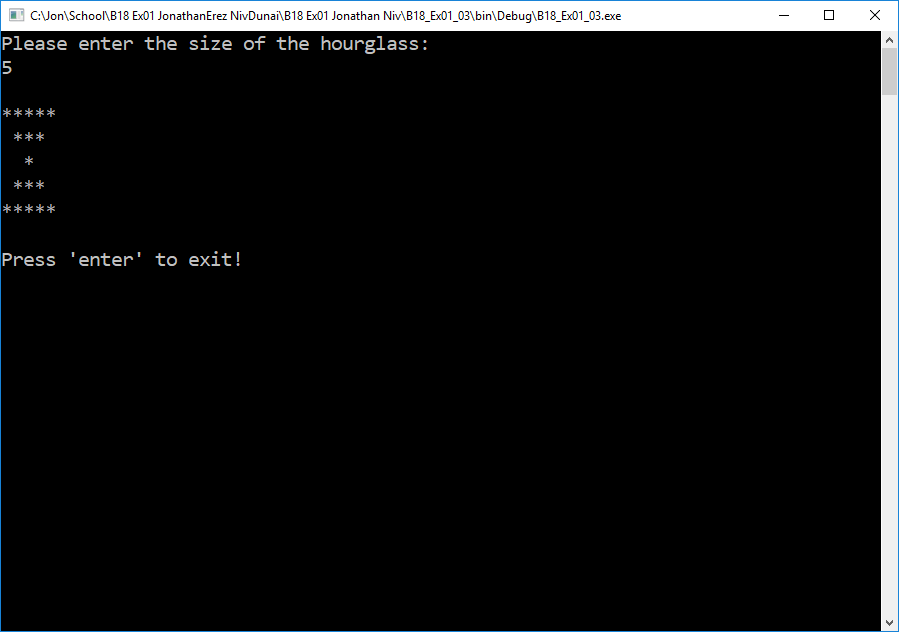 C:\Jon\School\B18 Ex01 JonathanErez NivDunai\B18 Ex01 Jonathan Niv\B18_Ex01_03\bin\Debug\B18_Ex01_03.exe
Please enter the size of the hourglass:
5
*****
 ***
  *
 ***
*****
Press 'enter' to exit!